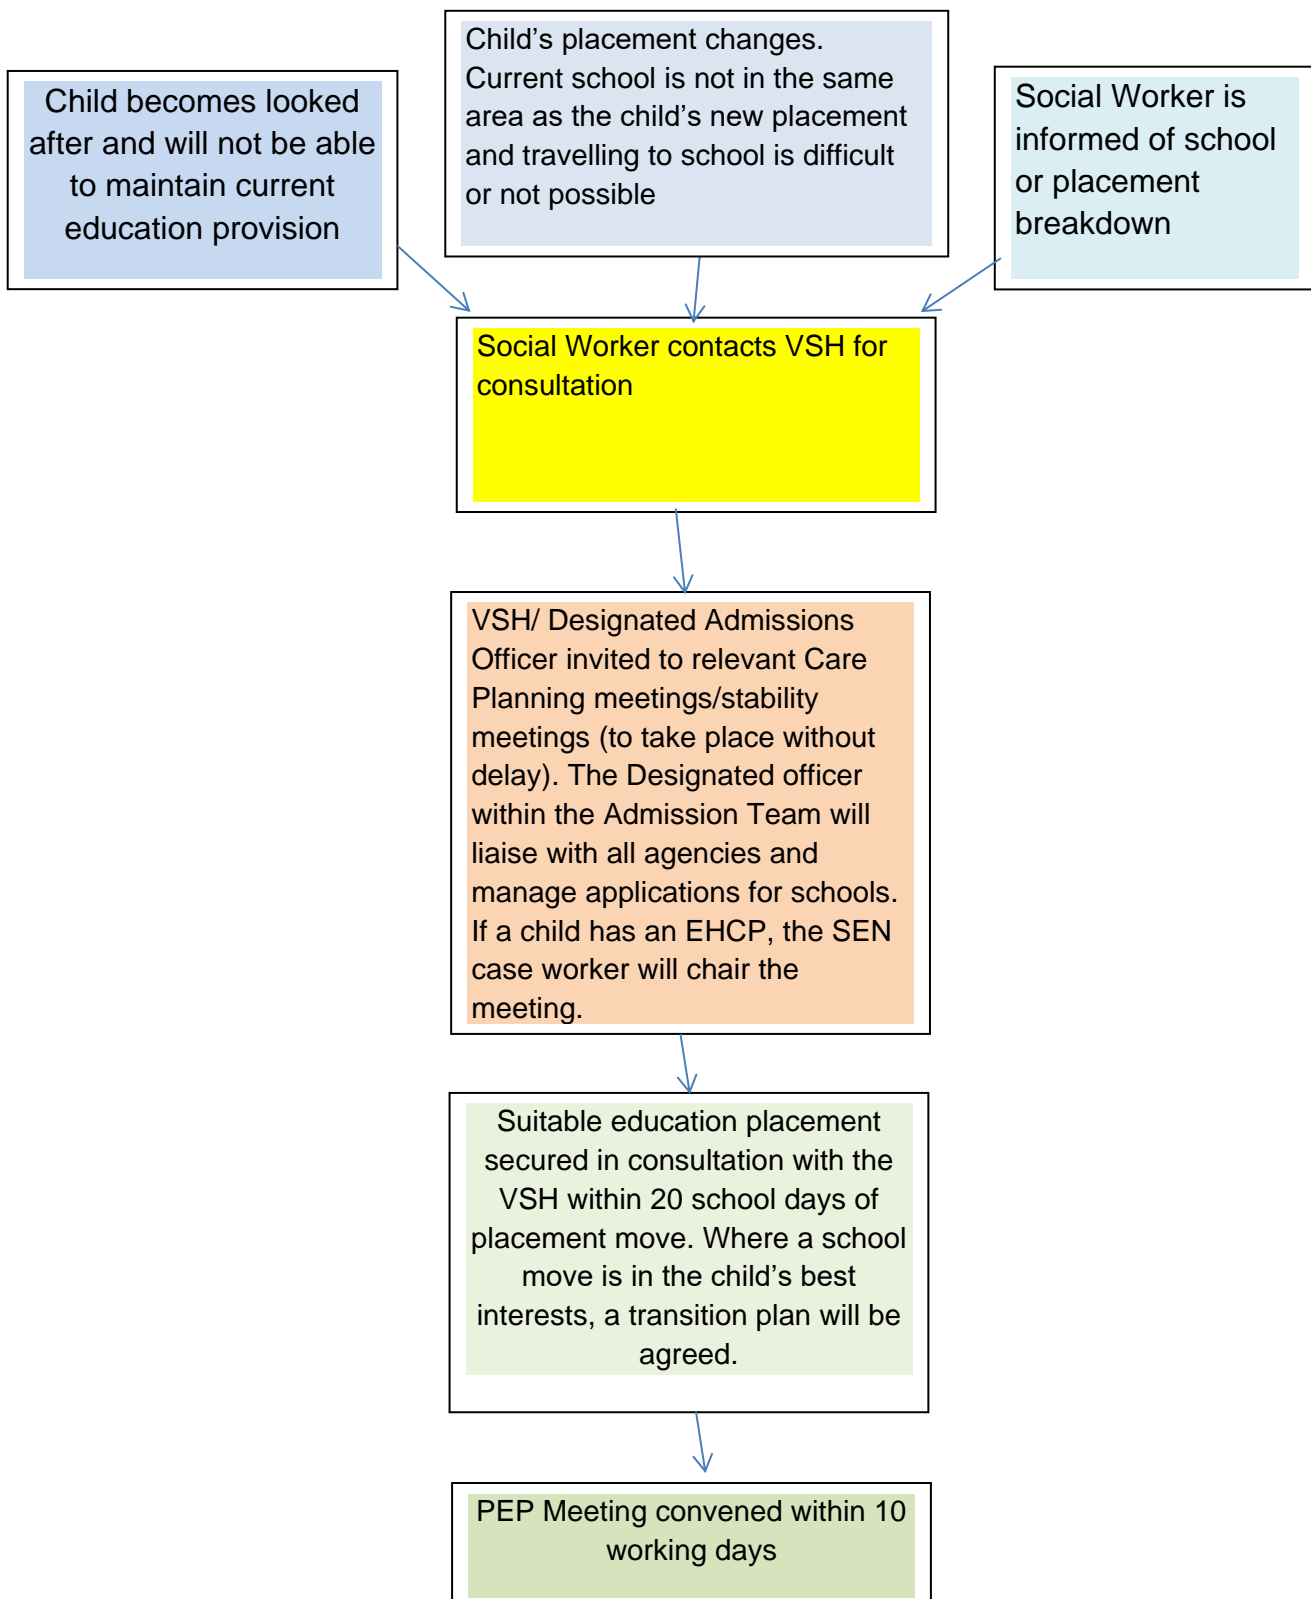 Child becomes looked
after and will not be able
to maintain current
education provision
Child’s placement changes.
Current school is not in the same
area as the child’s new placement
and travelling to school is difficult
or not possible
Social Worker is
informed of school
or placement
breakdown
Social Worker contacts VSH for
consultation
VSH/ Designated Admissions
Officer invited to relevant Care
Planning meetings/stability
meetings (to take place without
delay). The Designated officer
within the Admission Team will
liaise with all agencies and
manage applications for schools.
If a child has an EHCP, the SEN
case worker will chair the
meeting.
Suitable education placement
secured in consultation with the
VSH within 20 school days of
placement move. Where a school
move is in the child’s best
interests, a transition plan will be
agreed.
PEP Meeting convened within 10
working days